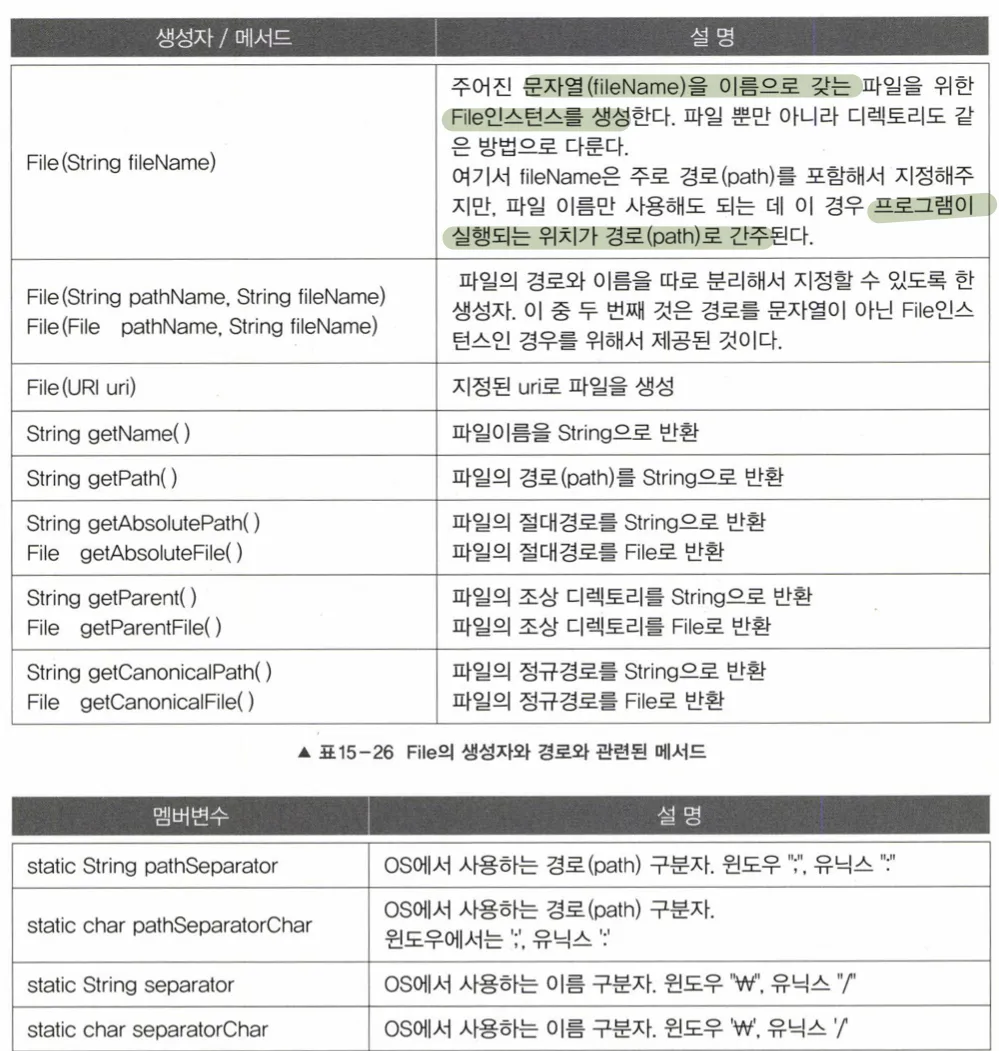 생성자 / 메서드
설 명
File(String fileName)
주어진 문자열(fileName)을 이름으로 갖는 파일을 위한
File인스턴스를 생성한다. 파일 뿐만 아니라 디렉토리도 같
은 방법으로 다룬다.
여기서 fileName은 주로 경로(path)를 포함해서 지정해주
지만, 파일 이름만 사용해도 되는 데 이 경우 프로그램이
실행되는 위치가 경로(path)로 간주된다.
File(String pathName, String fileName)
File(File pathName, String fileName)
파일의 경로와 이름을 따로 분리해서 지정할 수 있도록 한
생성자. 이 중 두 번째 것은 경로를 문자열이 아닌 File인스
턴스인 경우를 위해서 제공된 것이다.
File(URI uri)
지정된 uri로 파일을 생성
String getName( )
파일이름을 String으로 반환
String getPath( )
파일의 경로(path)를 String으로 반환
String getAbsolutePath( )
File getAbsoluteFile( )
파일의 절대경로를 String으로 반환
파일의 절대경로를 File로 반환
String getParent( )
File getParentFile( )
파일의 조상 디렉토리를 String으로 반환
파일의 조상 디렉토리를 File로 반환
String getCanonicalPath( )
File getCanonicalFile( )
파일의 정규경로를 String으로 반환
파일의 정규경로를 File로 반환
▲ 표15-26 File의 생성자와 경로와 관련된 메서드
멤버변수
설 명
static String pathSeparator
OS에서 사용하는 경로(path) 구분자. 윈도우 ";", 유닉스 ":"
static char pathSeparatorChar
OS에서 사용하는 경로(path) 구분자.
윈도우에서는 ';', 유닉스 ':'
static String separator
OS에서 사용하는 이름 구분자. 윈도우 "₩", 유닉스 "/"
static char separatorChar
OS에서 사용하는 이름 구분자. 윈도우 '₩', 유닉스 '/'